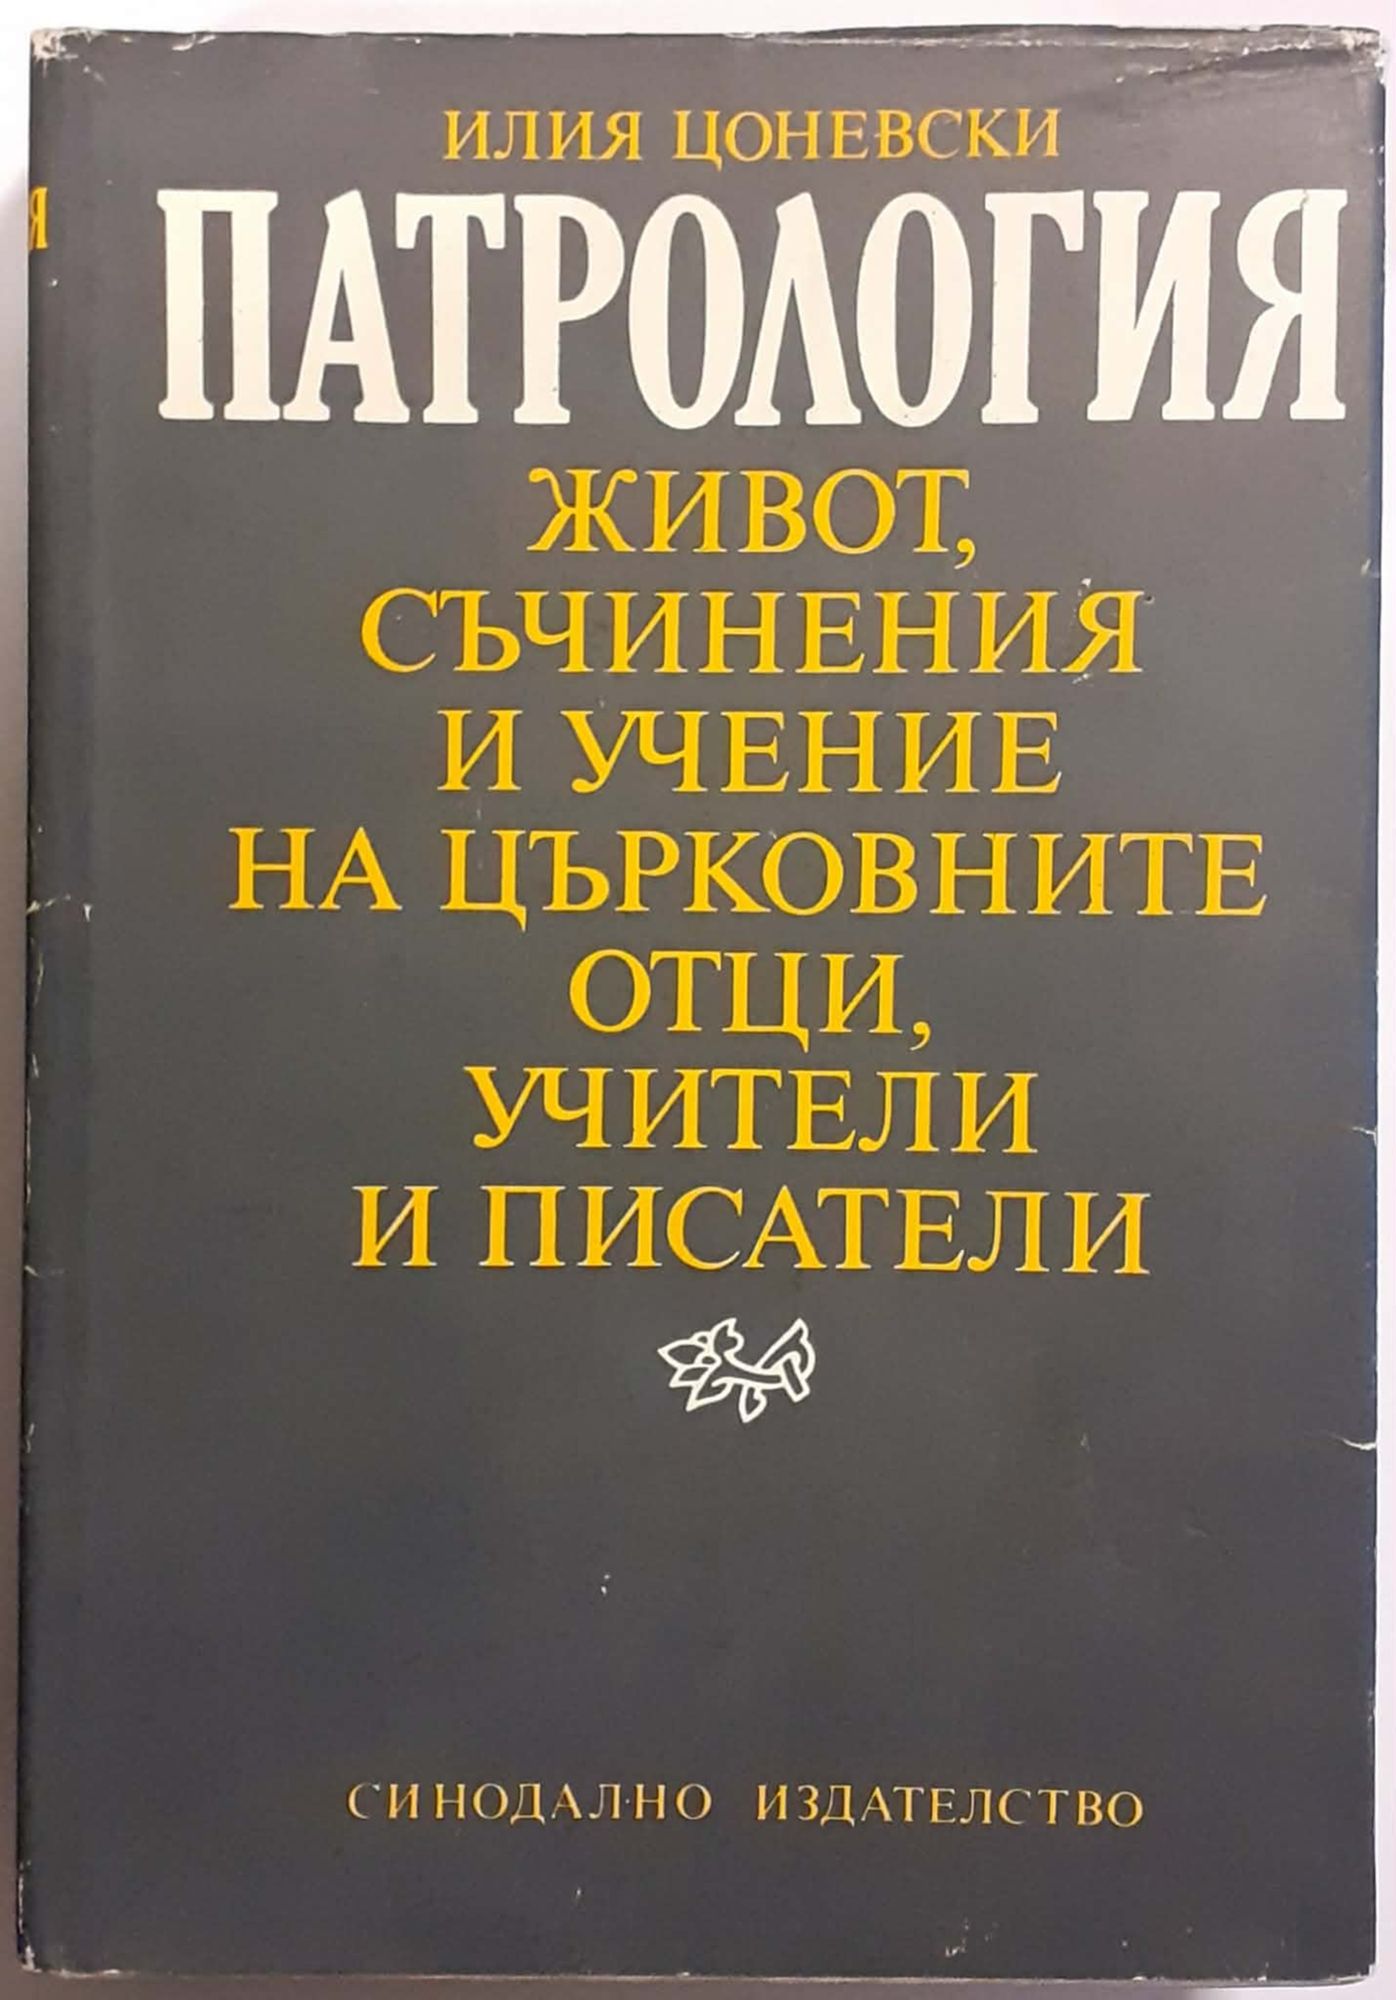 ИЛИЯ ЦОНЕВСКИ
ПАТРОЛОГИЯ
ЖИВОТ,
СЪЧИНЕНИЯ
И УЧЕНИЕ
НА ЦЪРКОВНИТЕ
ОТЦИ,
УЧИТЕЛИ
И ПИСАТЕЛИ
СИНОДАЛНО ИЗДАТЕЛСТВО
Я